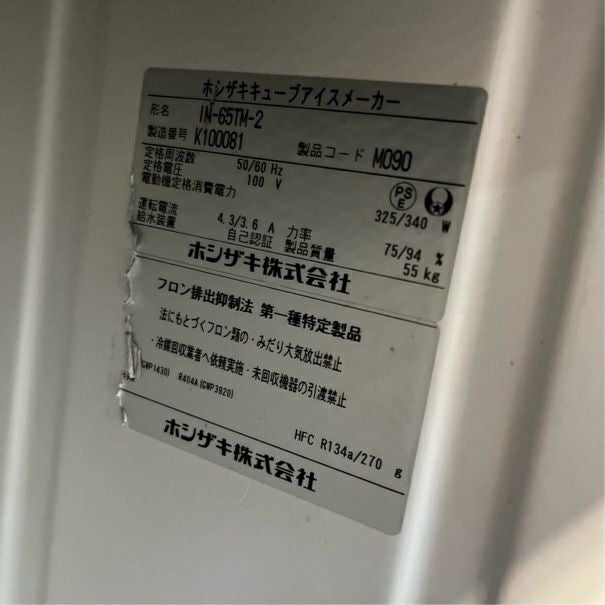 ホシザキキューブアイスメーカー
形名 IM-65TM-2
製造番号 K100081 製品コード M090
定格周波数 50/60 Hz
定格電圧 100 V
電動機定格消費電力 325/340 W
PSE
運転電流 4.3/3.6 A 力率 75/94 %
給水装置 自己認証 製品質量 55 kg
ホシザキ株式会社
フロン排出抑制法 第一種特定製品
法にもとづくフロン類の・みだり大気放出禁止
・冷媒回収業者へ依頼実施・未回収機器の引渡禁止
GWP1430) R404A(GWP3920)
HFC R134a/270 g
ホシザキ株式会社